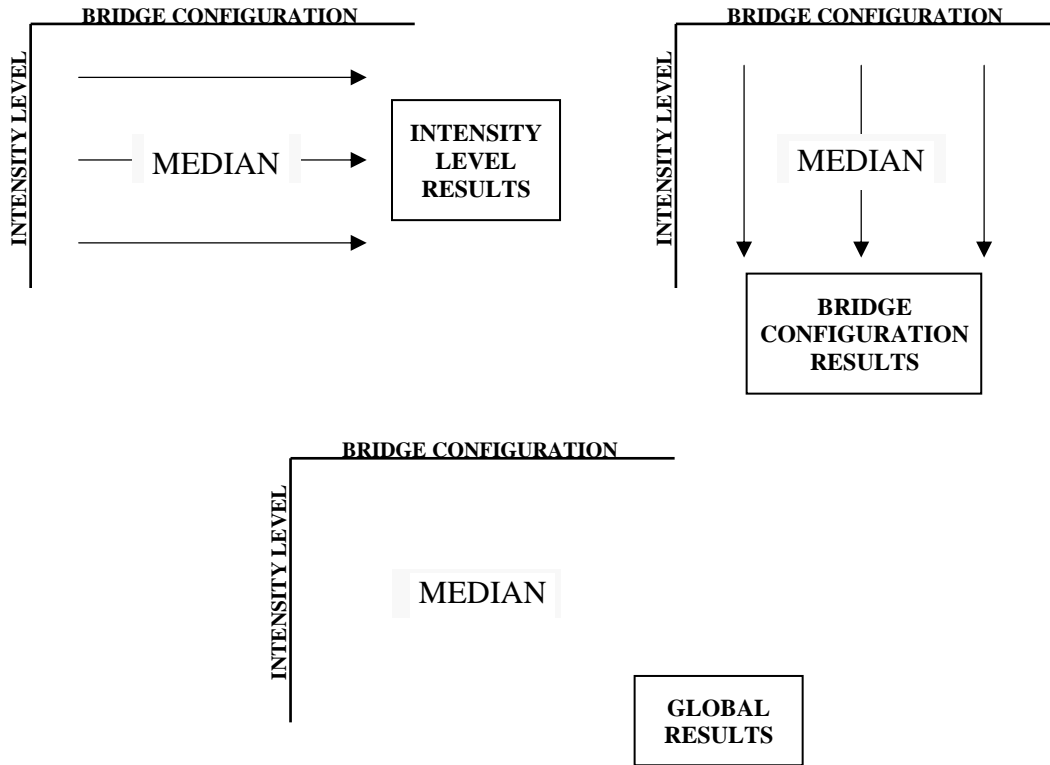 BRIDGE CONFIGURATION
INTENSITY LEVEL
MEDIAN
INTENSITY
LEVEL
RESULTS
BRIDGE CONFIGURATION
INTENSITY LEVEL
MEDIAN
BRIDGE
CONFIGURATION
RESULTS
BRIDGE CONFIGURATION
INTENSITY LEVEL
MEDIAN
GLOBAL
RESULTS